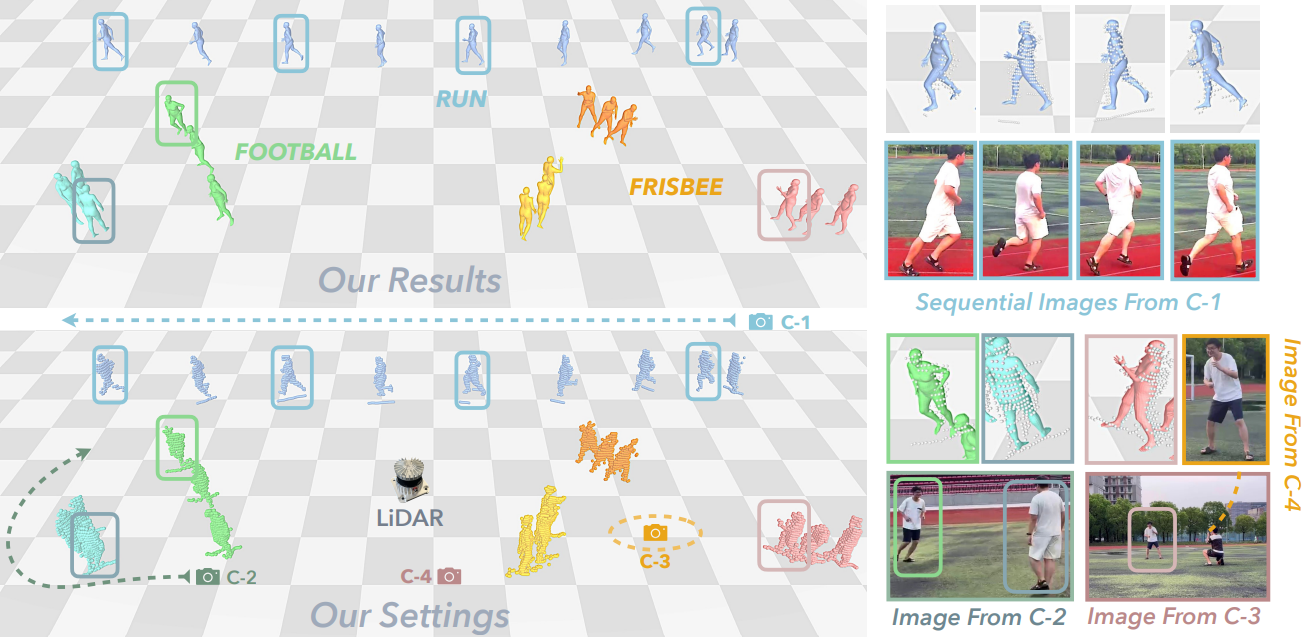 RUN
FOOTBALL
FRISBEE
Our Results
C-1
Sequential Images From C-1
LiDAR
C-3
C-2
C-4
Our Settings
Image From C-4
Image From C-2
Image From C-3